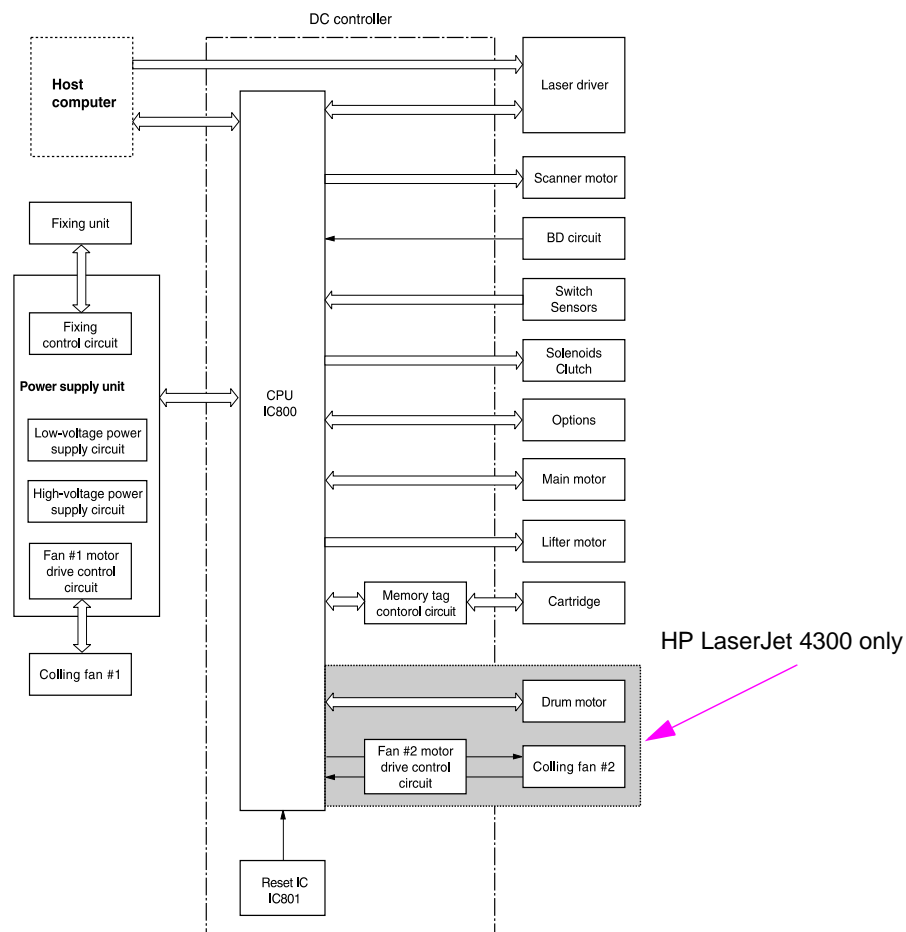 DC controller
Host
computer
Laser driver
Scanner motor
Fixing unit
BD circuit
Switch
Sensors
Fixing
control circuit
Solenoids
Clutch
Power supply unit
CPU
IC800
Options
Low-voltage power
supply circuit
Main motor
High-voltage power
supply circuit
Lifter motor
Fan #1 motor
drive control
circuit
Memory tag
contorol circuit
Cartridge
HP LaserJet 4300 only
Colling fan #1
Drum motor
Fan #2 motor
drive control
circuit
Colling fan #2
Reset IC
IC801